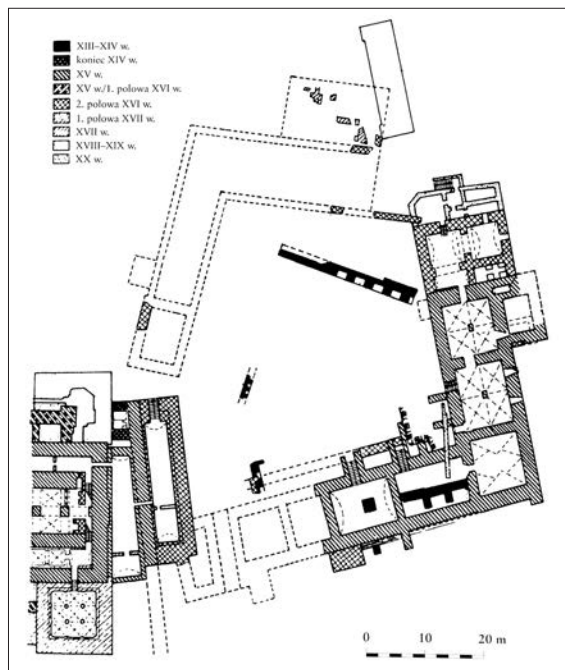 XIII–XIV w.
koniec XIV w.
XV w.
XV w./1. połowa XVI w.
2. połowa XVI w.
1. połowa XVII w.
XVII w.
XVIII–XIX w.
XX w.
0 10 20 m